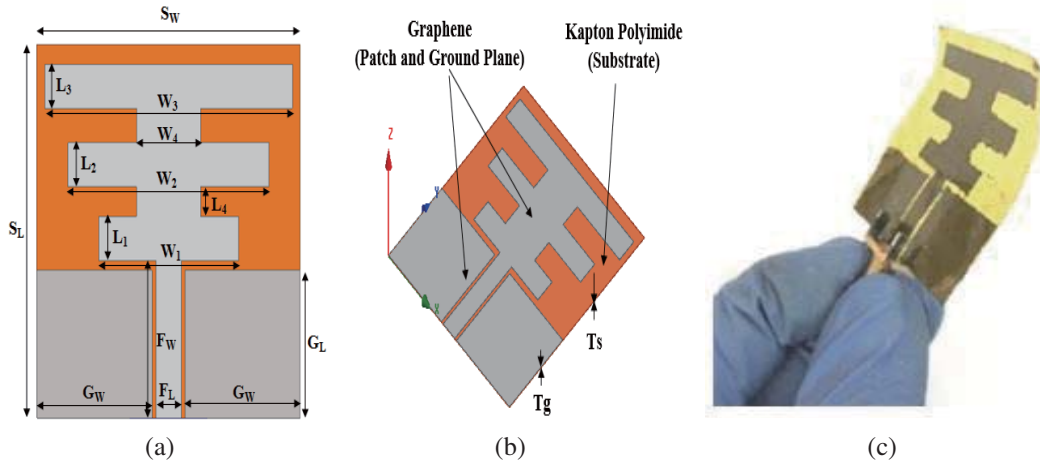 S_W
L_3
W_3
W_4
L_2
W_2
L_4
S_L
L_1
W_1
F_W
G_L
G_W
F_L
G_W
(a)
Graphene
(Patch and Ground Plane)
Kapton Polyimide
(Substrate)
Z
Y
X
Ts
Tg
(b)
(c)